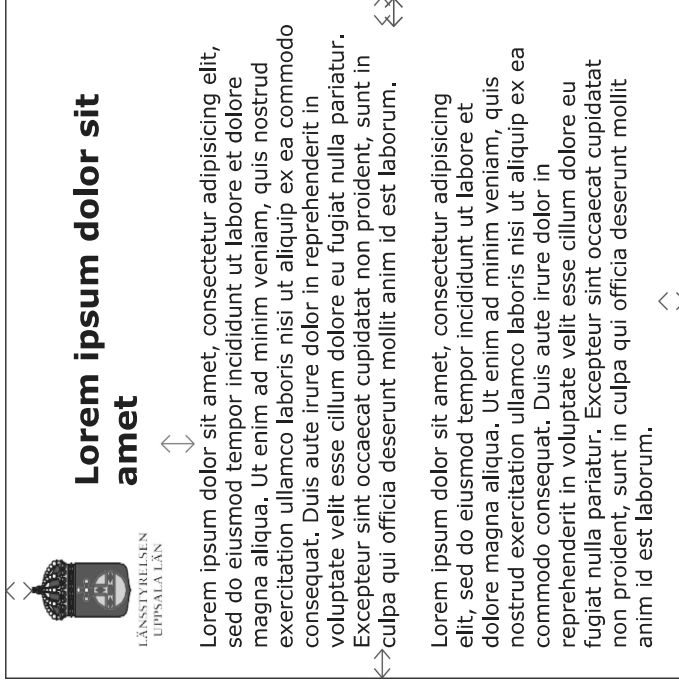 LÄNSSTYRELSEN
UPPSALA LÄN
Lorem ipsum dolor sit
amet
Lorem ipsum dolor sit amet, consectetur adipisicing elit,
sed do eiusmod tempor incididunt ut labore et dolore
magna aliqua. Ut enim ad minim veniam, quis nostrud
exercitation ullamco laboris nisi ut aliquip ex ea commodo
consequat. Duis aute irure dolor in reprehenderit in
voluptate velit esse cillum dolore eu fugiat nulla pariatur.
Excepteur sint occaecat cupidatat non proident, sunt in
culpa qui officia deserunt mollit anim id est laborum.
Lorem ipsum dolor sit amet, consectetur adipisicing
elit, sed do eiusmod tempor incididunt ut labore et
dolore magna aliqua. Ut enim ad minim veniam, quis
nostrud exercitation ullamco laboris nisi ut aliquip ex ea
commodo consequat. Duis aute irure dolor in
reprehenderit in voluptate velit esse cillum dolore eu
fugiat nulla pariatur. Excepteur sint occaecat cupidatat
non proident, sunt in culpa qui officia deserunt mollit
anim id est laborum.